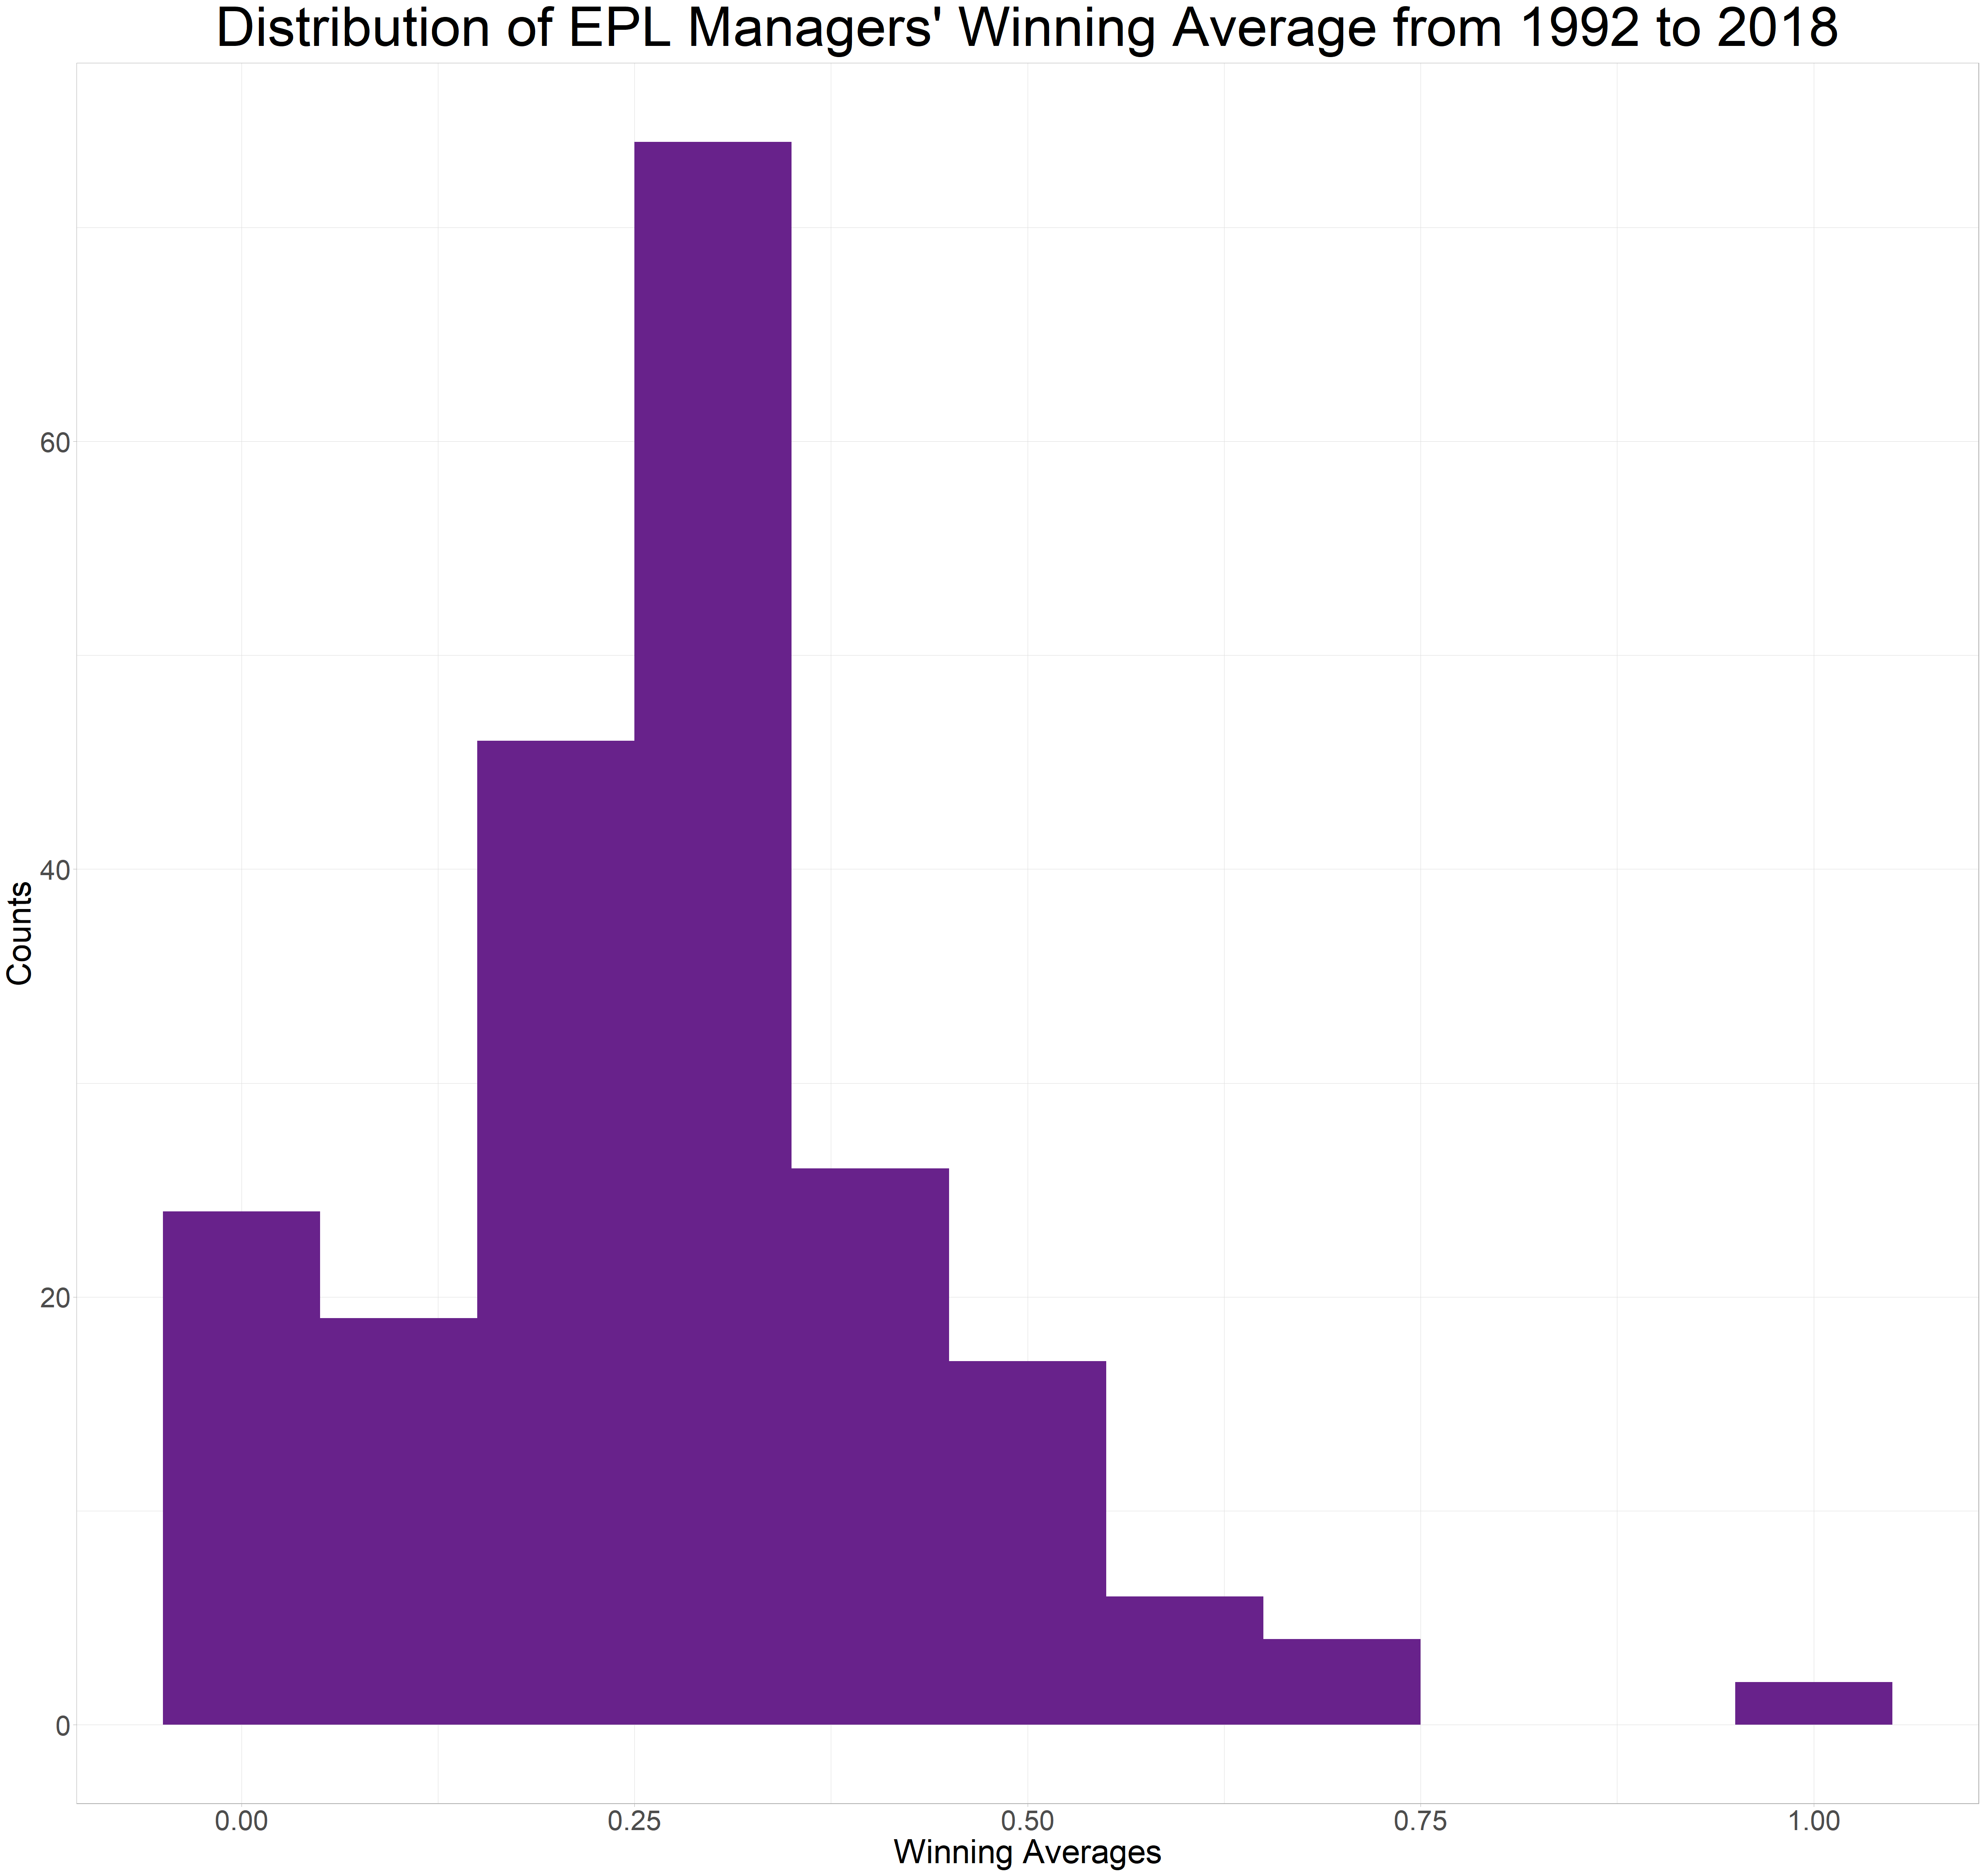 Distribution of EPL Managers' Winning Average from 1992 to 2018
60
40
20
0
Counts
0.00 0.25 0.50 0.75 1.00
Winning Averages